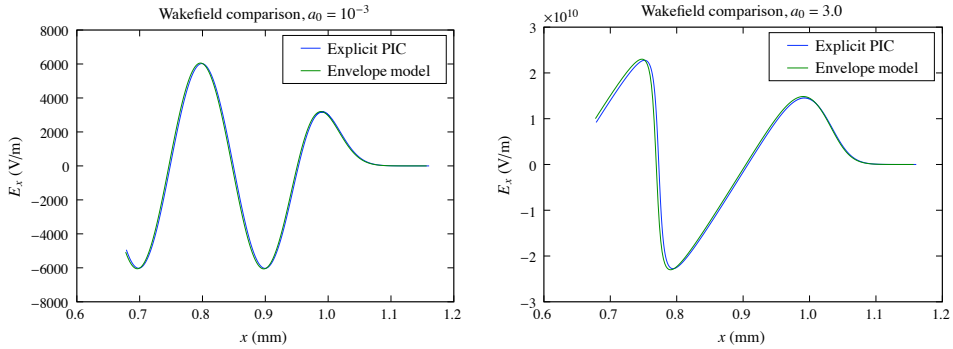 Wakefield comparison, a₀ = 10⁻³
8000
6000
4000
2000
0
−2000
−4000
−6000
−8000
E_x (V/m)
0.6 0.7 0.8 0.9 1.0 1.1 1.2
x (mm)
Explicit PIC
Envelope model
Wakefield comparison, a₀ = 3.0
×10¹⁰
3
2
1
0
−1
−2
−3
E_x (V/m)
0.6 0.7 0.8 0.9 1.0 1.1 1.2
x (mm)
Explicit PIC
Envelope model